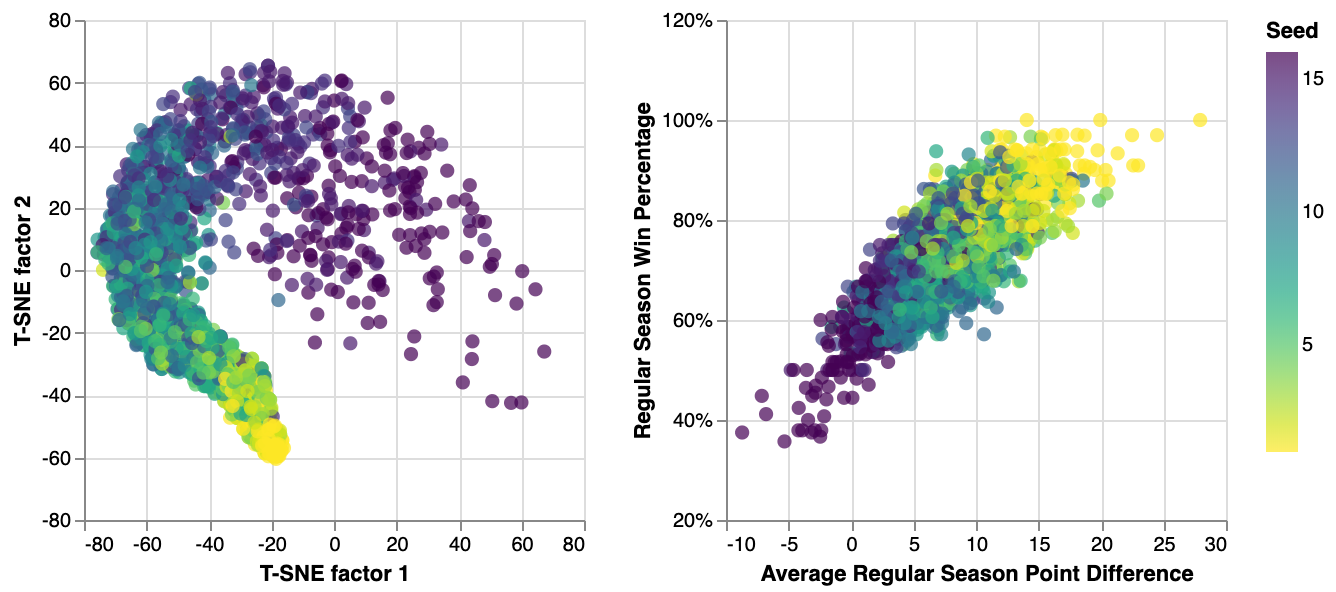 80
60
40
20
0
-20
-40
-60
-80
T-SNE factor 2
-80 -60 -40 -20 0 20 40 60 80
T-SNE factor 1
120%
100%
80%
60%
40%
20%
Regular Season Win Percentage
-10 -5 0 5 10 15 20 25 30
Average Regular Season Point Difference
Seed
15
10
5